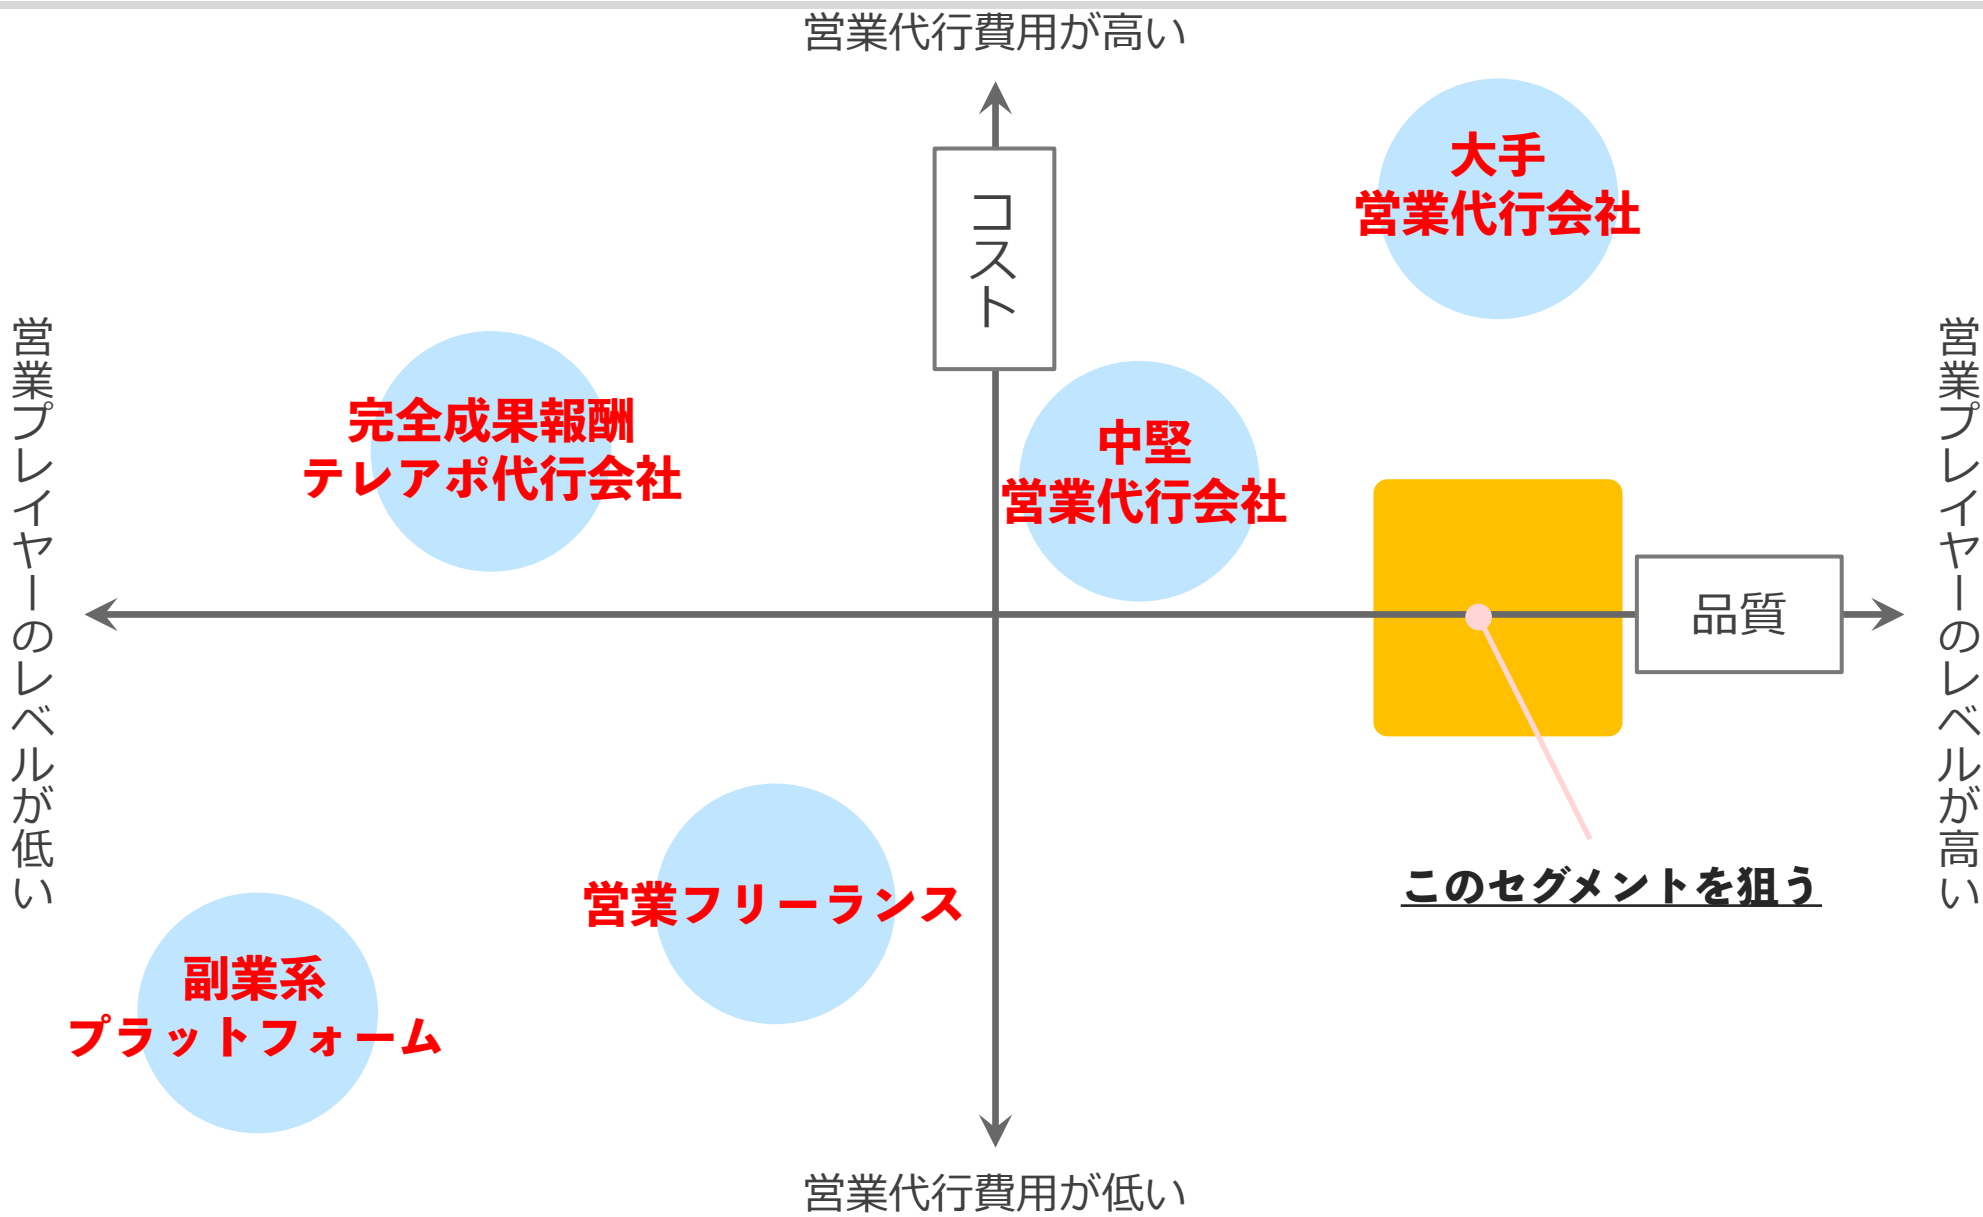 営業代行費用が高い
大手
営業代行会社
コスト
営業プレイヤーのレベルが低い
営業プレイヤーのレベルが高い
完全成果報酬
テレアポ代行会社
中堅
営業代行会社
品質
このセグメントを狙う
営業フリーランス
副業系
プラットフォーム
営業代行費用が低い